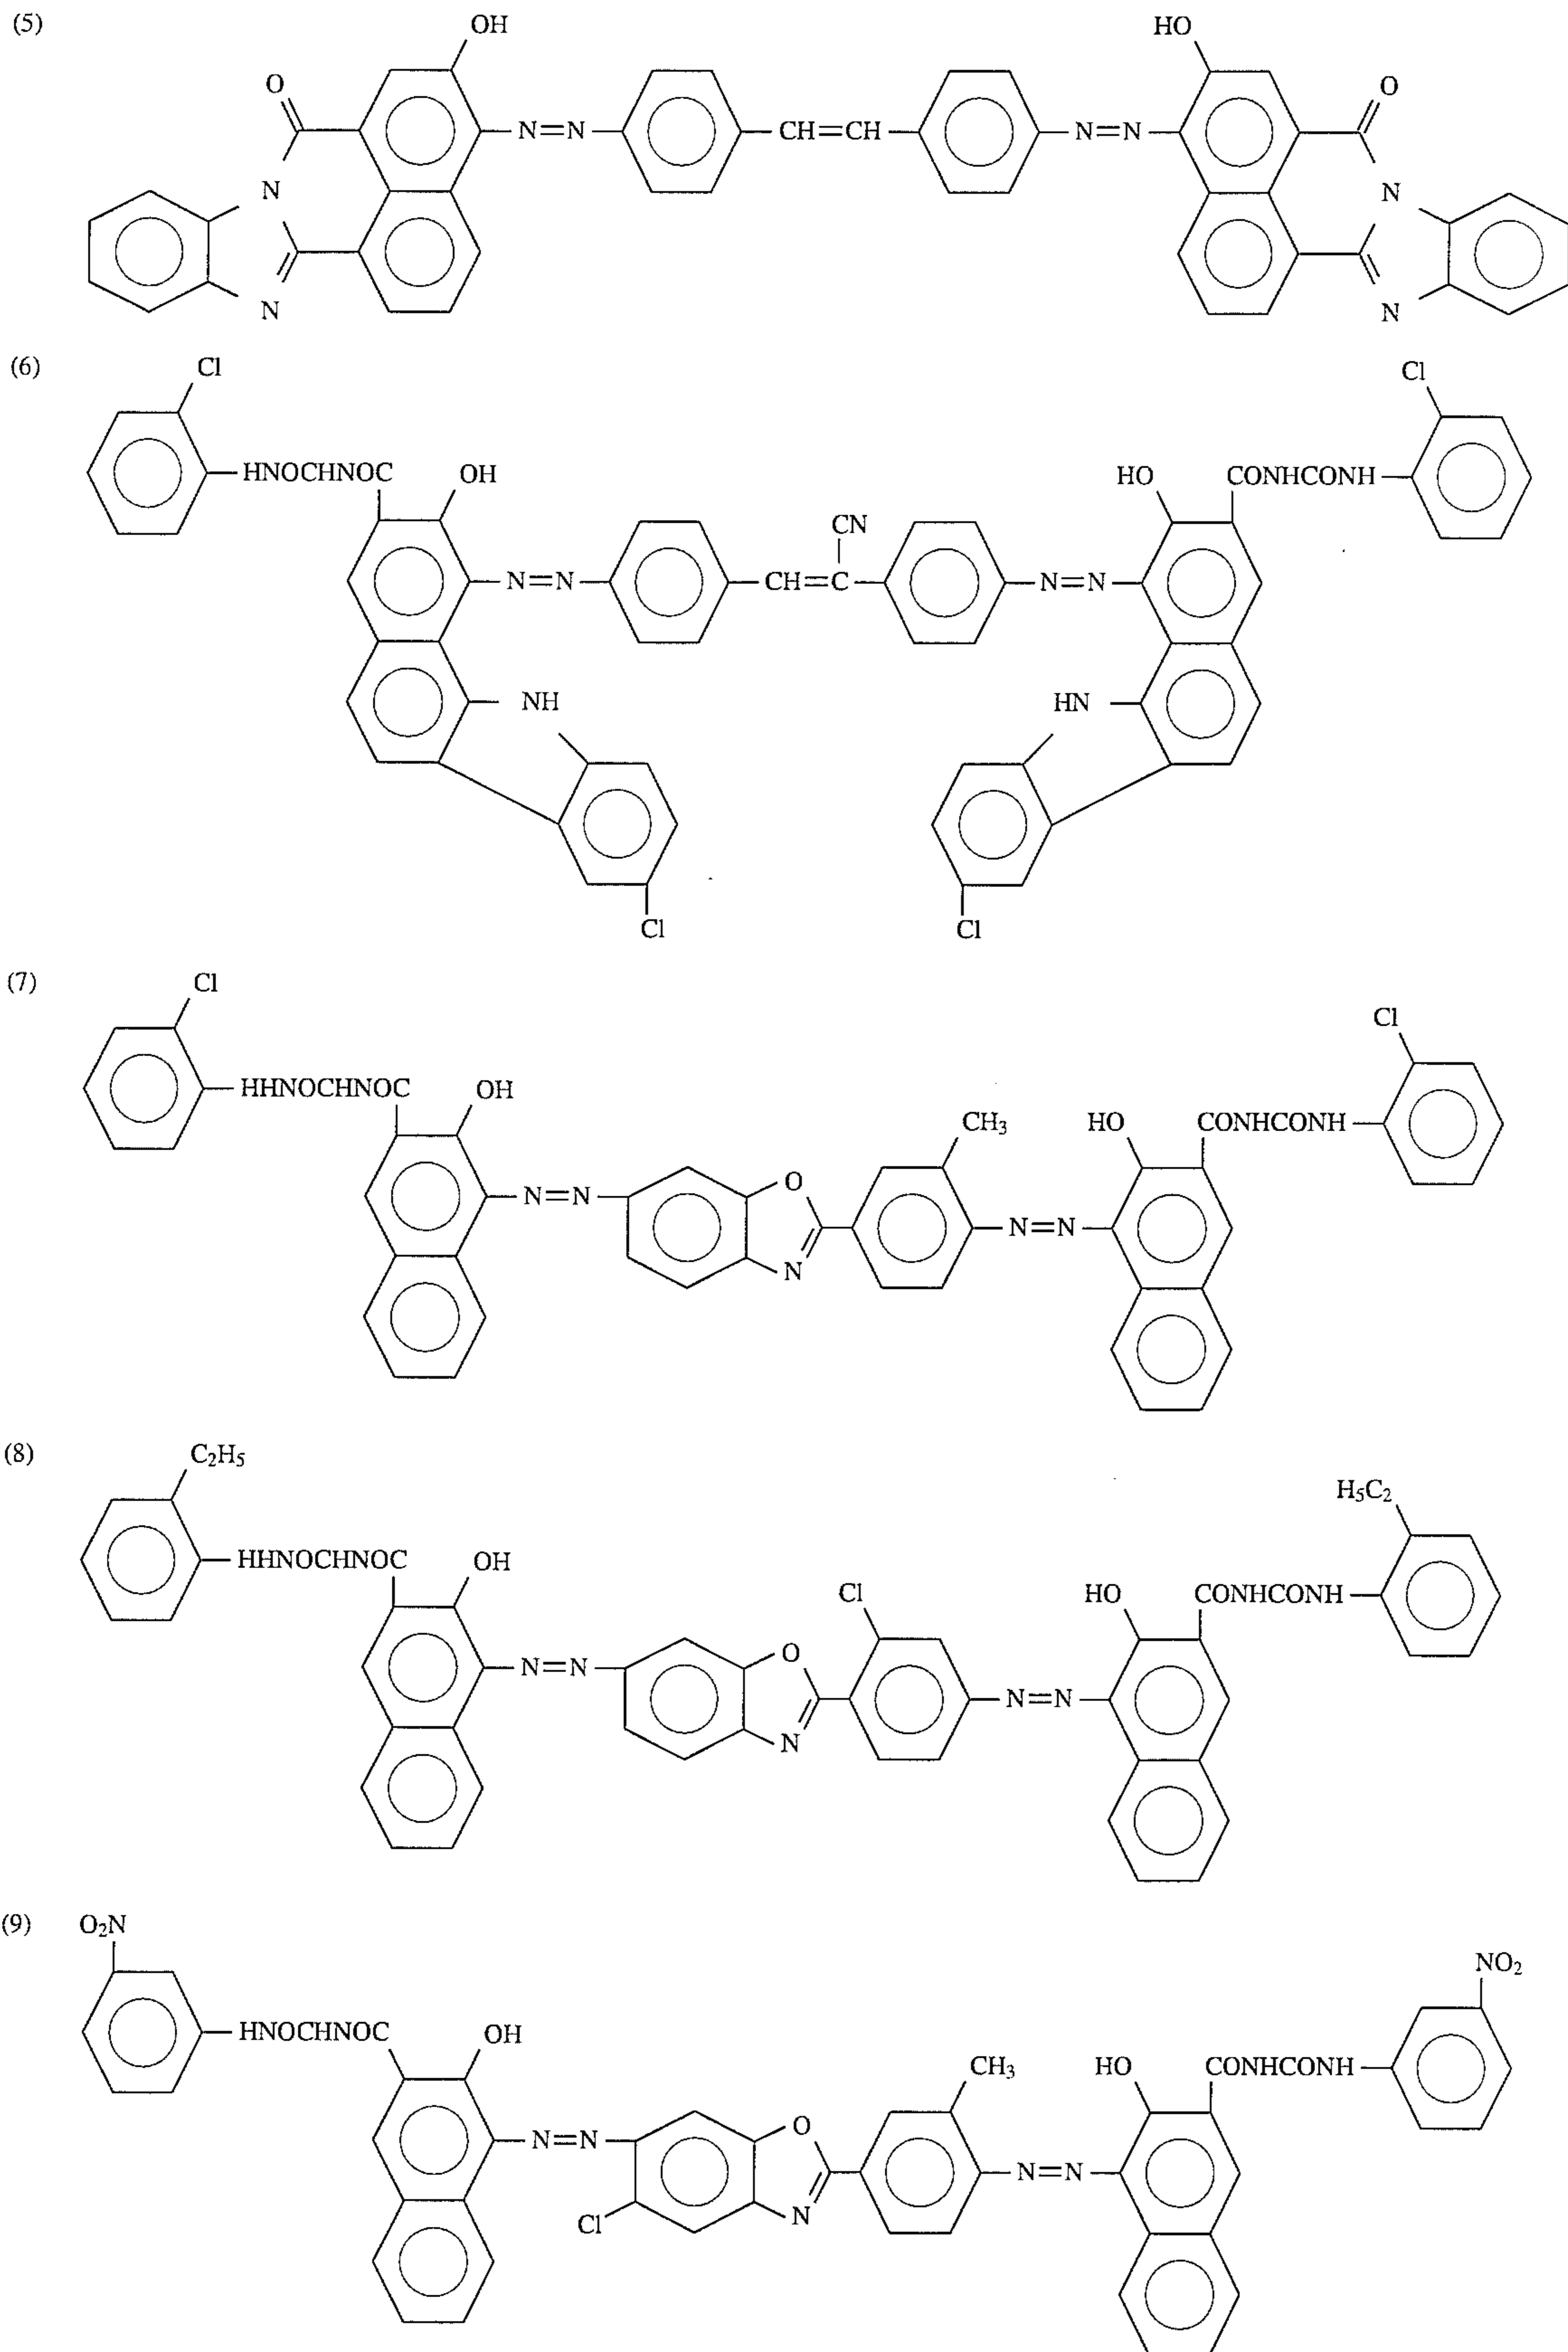 (5)
OH
HO
O
O
N=N
CH=CH
N=N
N
N
N
N
(6)
Cl
Cl
HNOCHNOC
OH
HO
CONHCONH
CN
N=N
CH=C
N=N
NH
HN
Cl
Cl
(7)
Cl
Cl
HHNOCHNOC
OH
CH3
HO
CONHCONH
O
N=N
N=N
N
(8)
C2H5
H5C2
HHNOCHNOC
OH
Cl
HO
CONHCONH
O
N=N
N=N
N
(9)
O2N
NO2
HNOCHNOC
OH
CH3
HO
CONHCONH
O
N=N
N=N
Cl
N